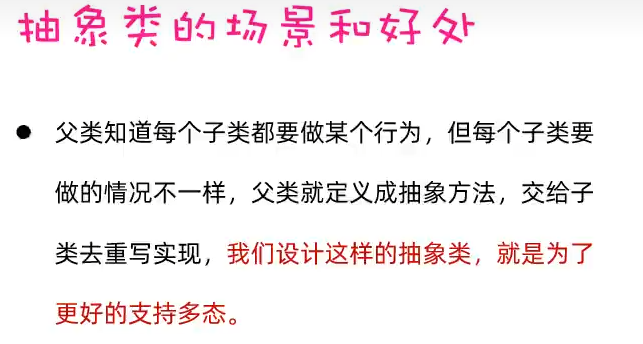 抽象类的场景和好处
● 父类知道每个子类都要做某个行为，但每个子类要
做的情况不一样，父类就定义成抽象方法，交给子
类去重写实现，我们设计这样的抽象类，就是为了
更好的支持多态。